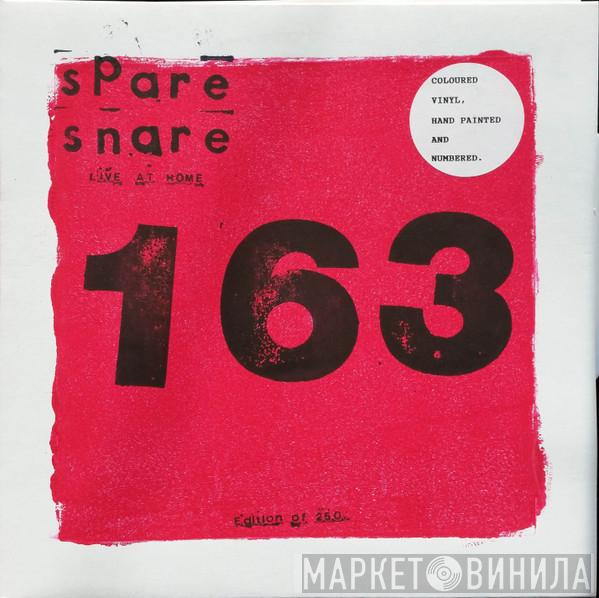 sPare
snare
LIVE AT HOME
COLOURED
VINYL,
HAND PAINTED
AND
NUMBERED.
163
Edition of 250.
МАРКЕТ ВИНИЛА